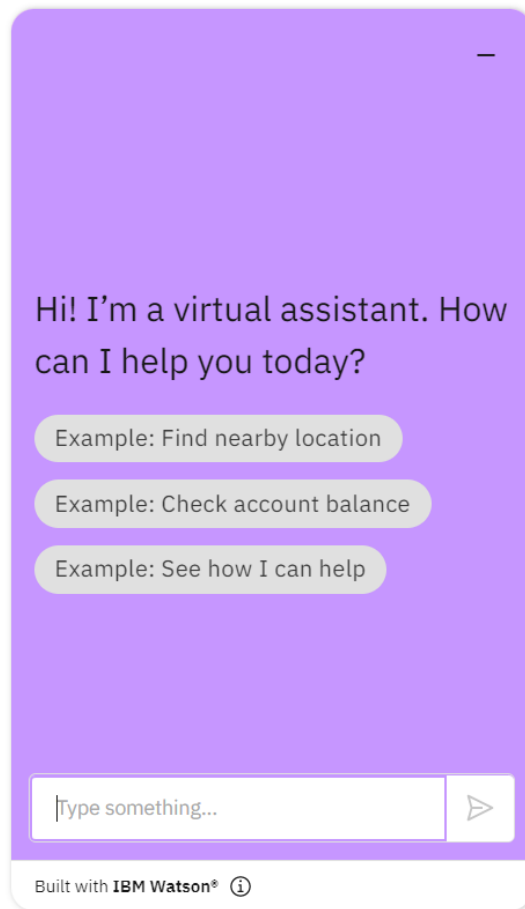 Hi! I’m a virtual assistant. How
can I help you today?
Example: Find nearby location
Example: Check account balance
Example: See how I can help
Type something...
Built with IBM Watson®